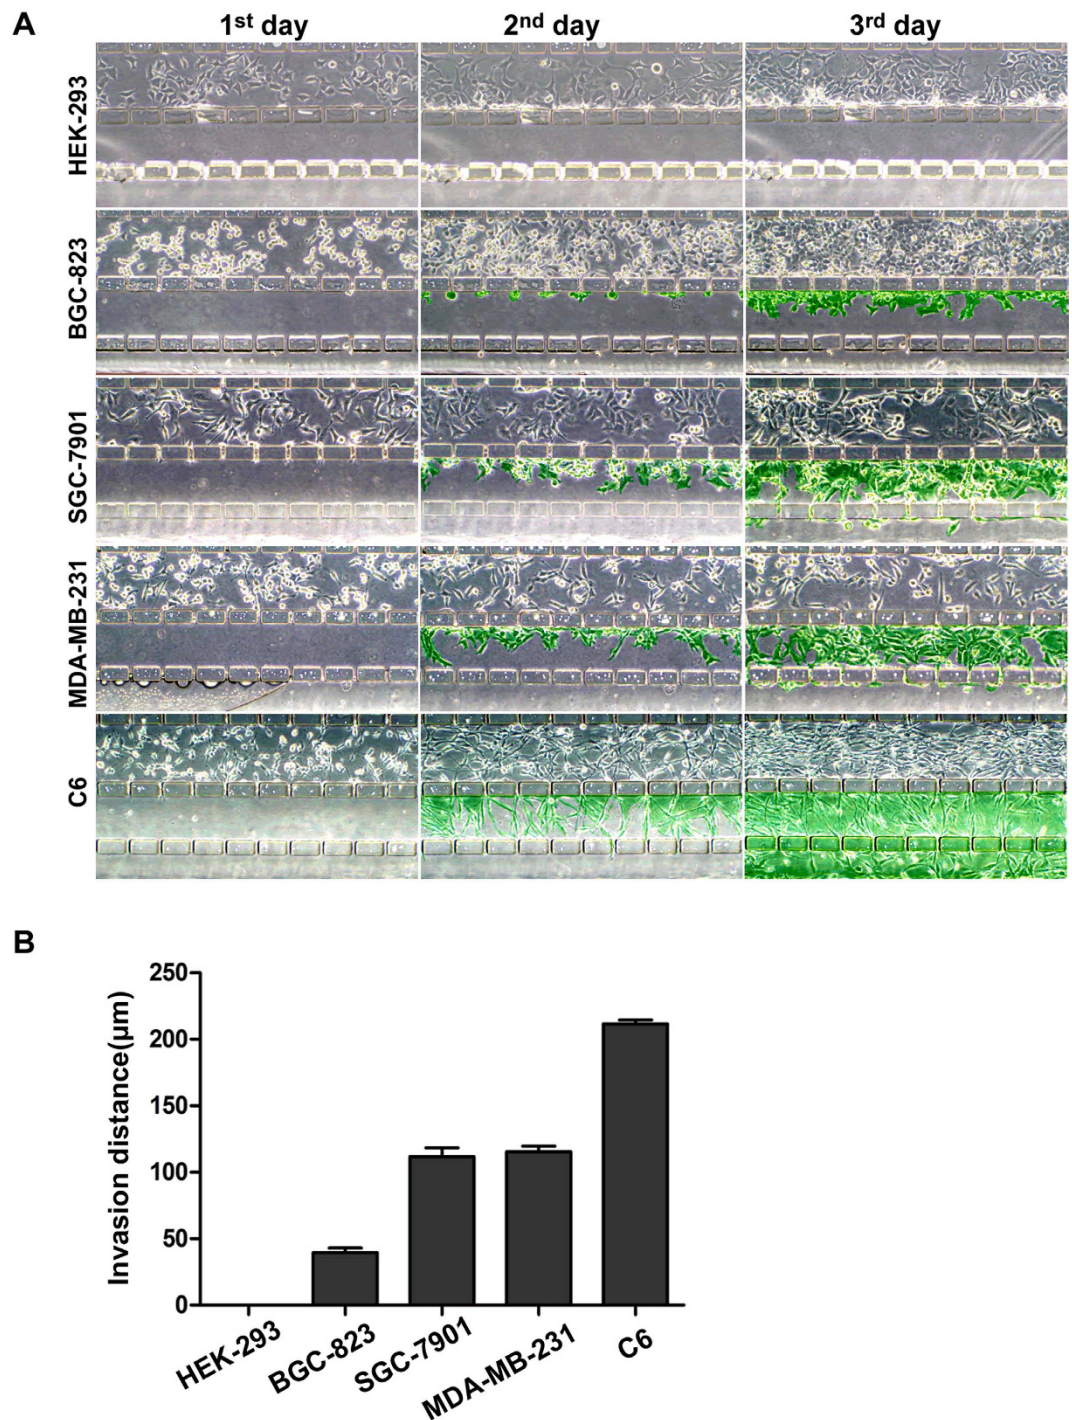 A
1st day 2nd day 3rd day
HEK-293
BGC-823
SGC-7901
MDA-MB-231
C6
B
Invasion distance(μm)
250
200
150
100
50
0
HEK-293 BGC-823 SGC-7901 MDA-MB-231 C6